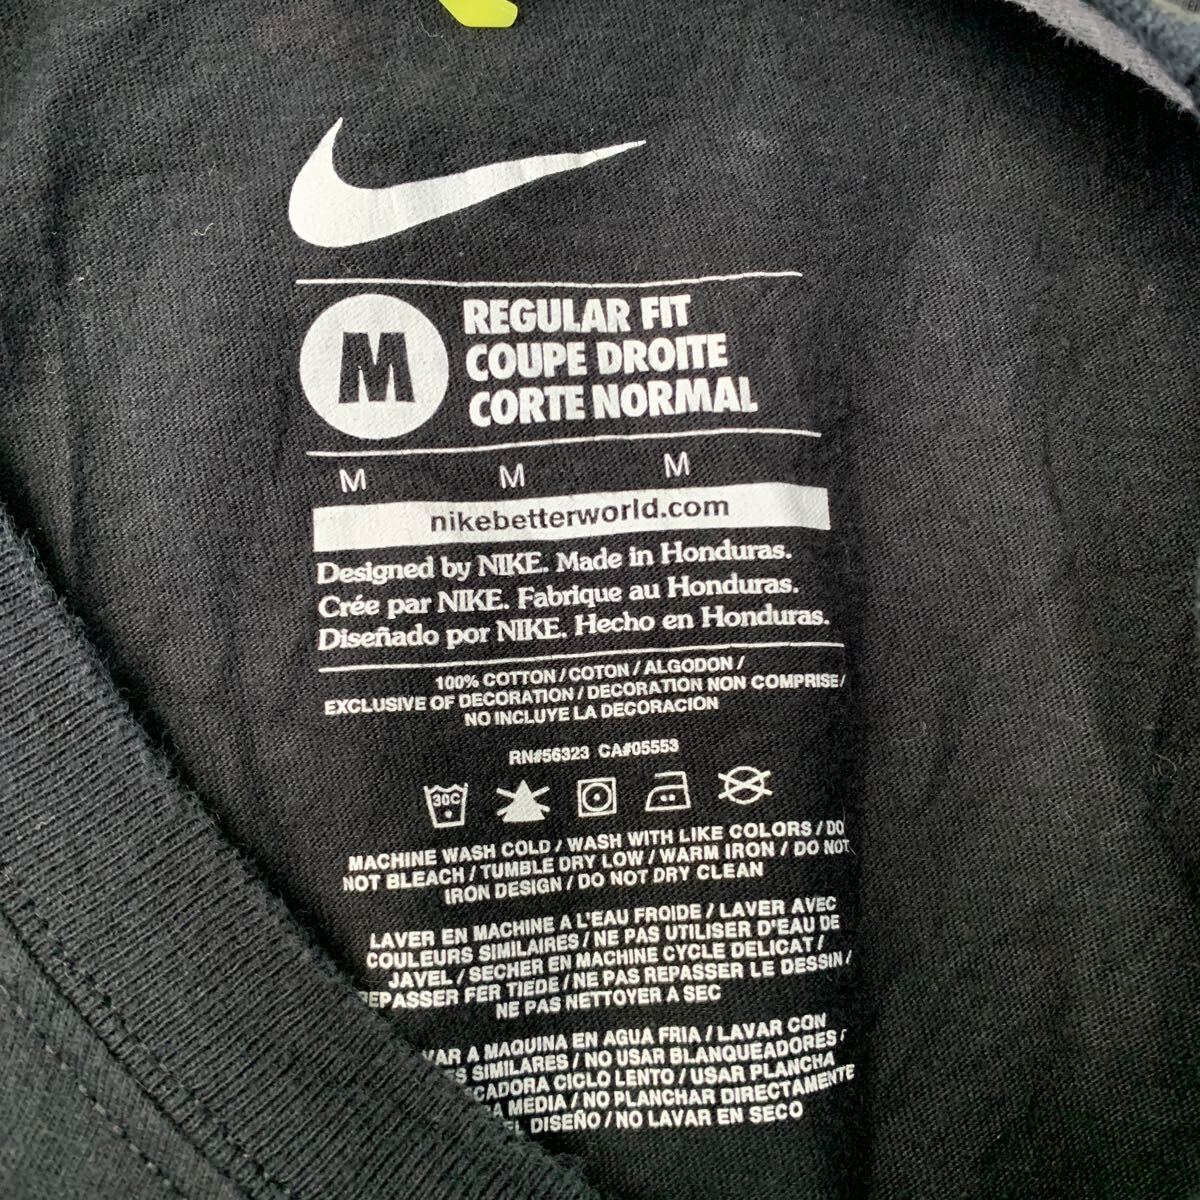 M
REGULAR FIT
COUPE DROITE
CORTE NORMAL
M M M
nikebetterworld.com
Designed by NIKE. Made in Honduras.
Crée par NIKE. Fabrique au Honduras.
Diseñado por NIKE. Hecho en Honduras.
100% COTTON / COTON / ALGODON /
EXCLUSIVE OF DECORATION / DECORATION NON COMPRISE/
NO INCLUYE LA DECORACION
RN#56323 CA#05553
30C
MACHINE WASH COLD / WASH WITH LIKE COLORS / DO
NOT BLEACH / TUMBLE DRY LOW / WARM IRON / DO NOT
IRON DESIGN / DO NOT DRY CLEAN
LAVER EN MACHINE A L'EAU FROIDE / LAVER AVEC
COULEURS SIMILAIRES / NE PAS UTILISER D'EAU DE
JAVEL / SECHER EN MACHINE CYCLE DELICAT /
EPASSER FER TIEDE / NE PAS REPASSER LE DESSIN /
NE PAS NETTOYER A SEC
VAR A MAQUINA EN AGUA FRIA / LAVAR CON
S SIMILARES / NO USAR BLANQUEADORES /
CADORA CICLO LENTO / USAR PLANCHA
A MEDIA / NO PLANCHAR DIRECTAMENTE
EL DISEÑO / NO LAVAR EN SECO